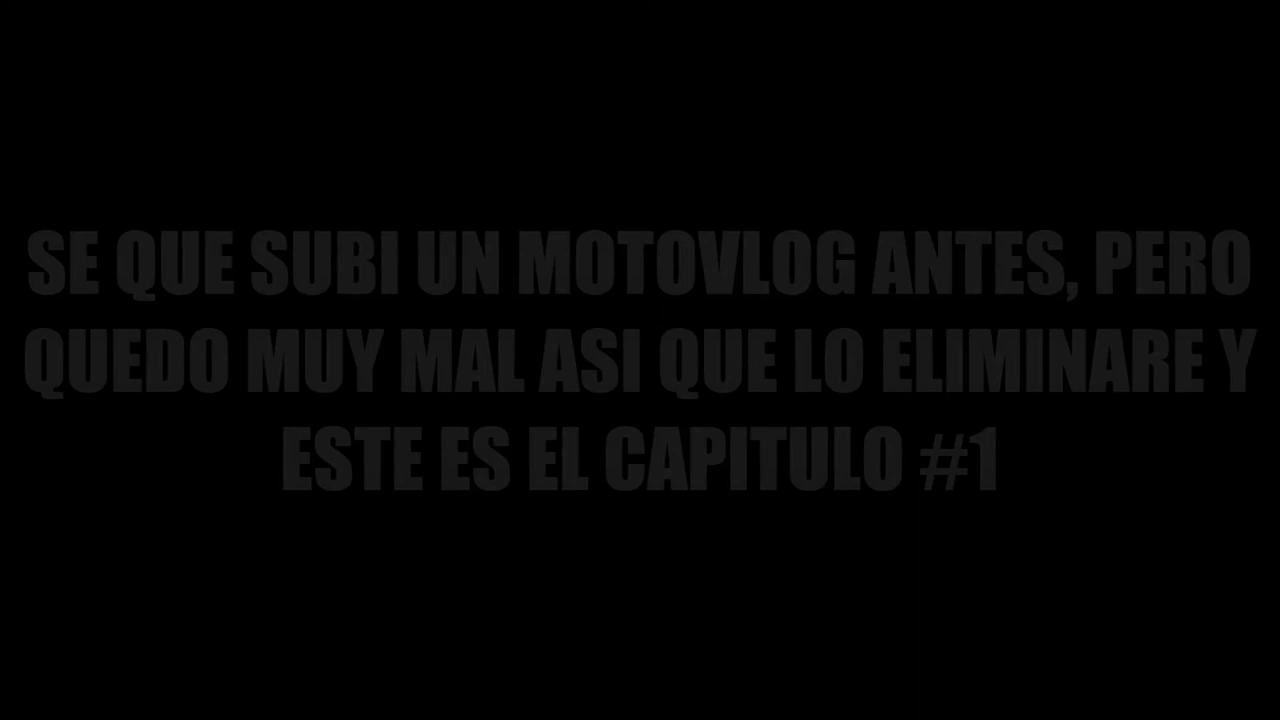 SE QUE SUBI UN MOTOVLOG ANTES, PERO
QUEDO MUY MAL ASI QUE LO ELIMINARE Y
ESTE ES EL CAPITULO #1